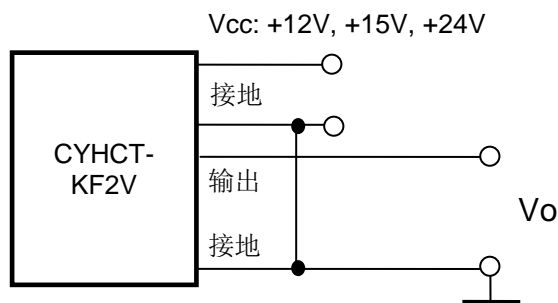 Vcc: +12V, +15V, +24V
接地
CYHCT-
KF2V
输出
Vo
接地